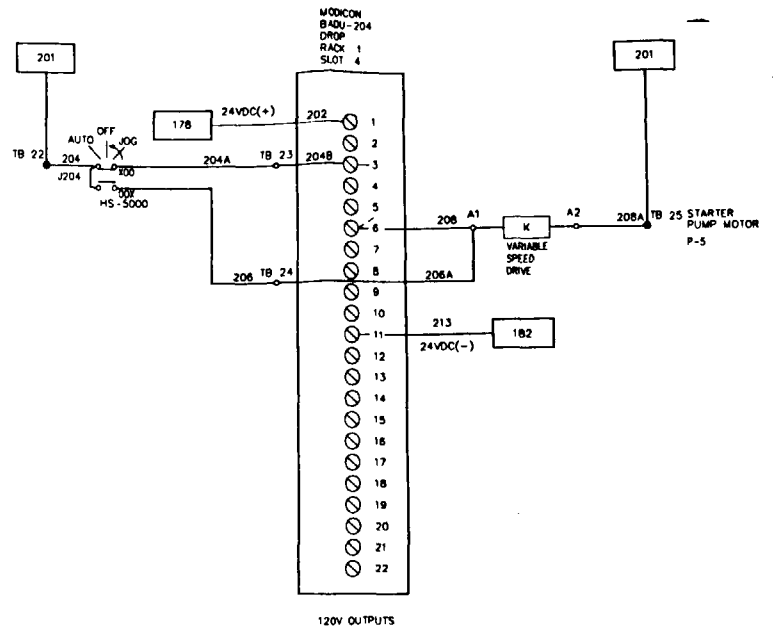 MODICON
BADU-204
DROP
RACK 1
SLOT 4
201
201
24VDC(+)
178
202
1
2
AUTO
OFF
JOG
TB 22
204
X00
204A
TB 23
204B
3
J204
00X
HS-5000
4
5
6
208
A1
K
A2
208A
TB 25 STARTER
PUMP MOTOR
P-5
VARIABLE
SPEED
DRIVE
7
206
TB 24
8
206A
9
10
11
213
24VDC(-)
182
12
13
14
15
16
17
18
19
20
21
22
120V OUTPUTS